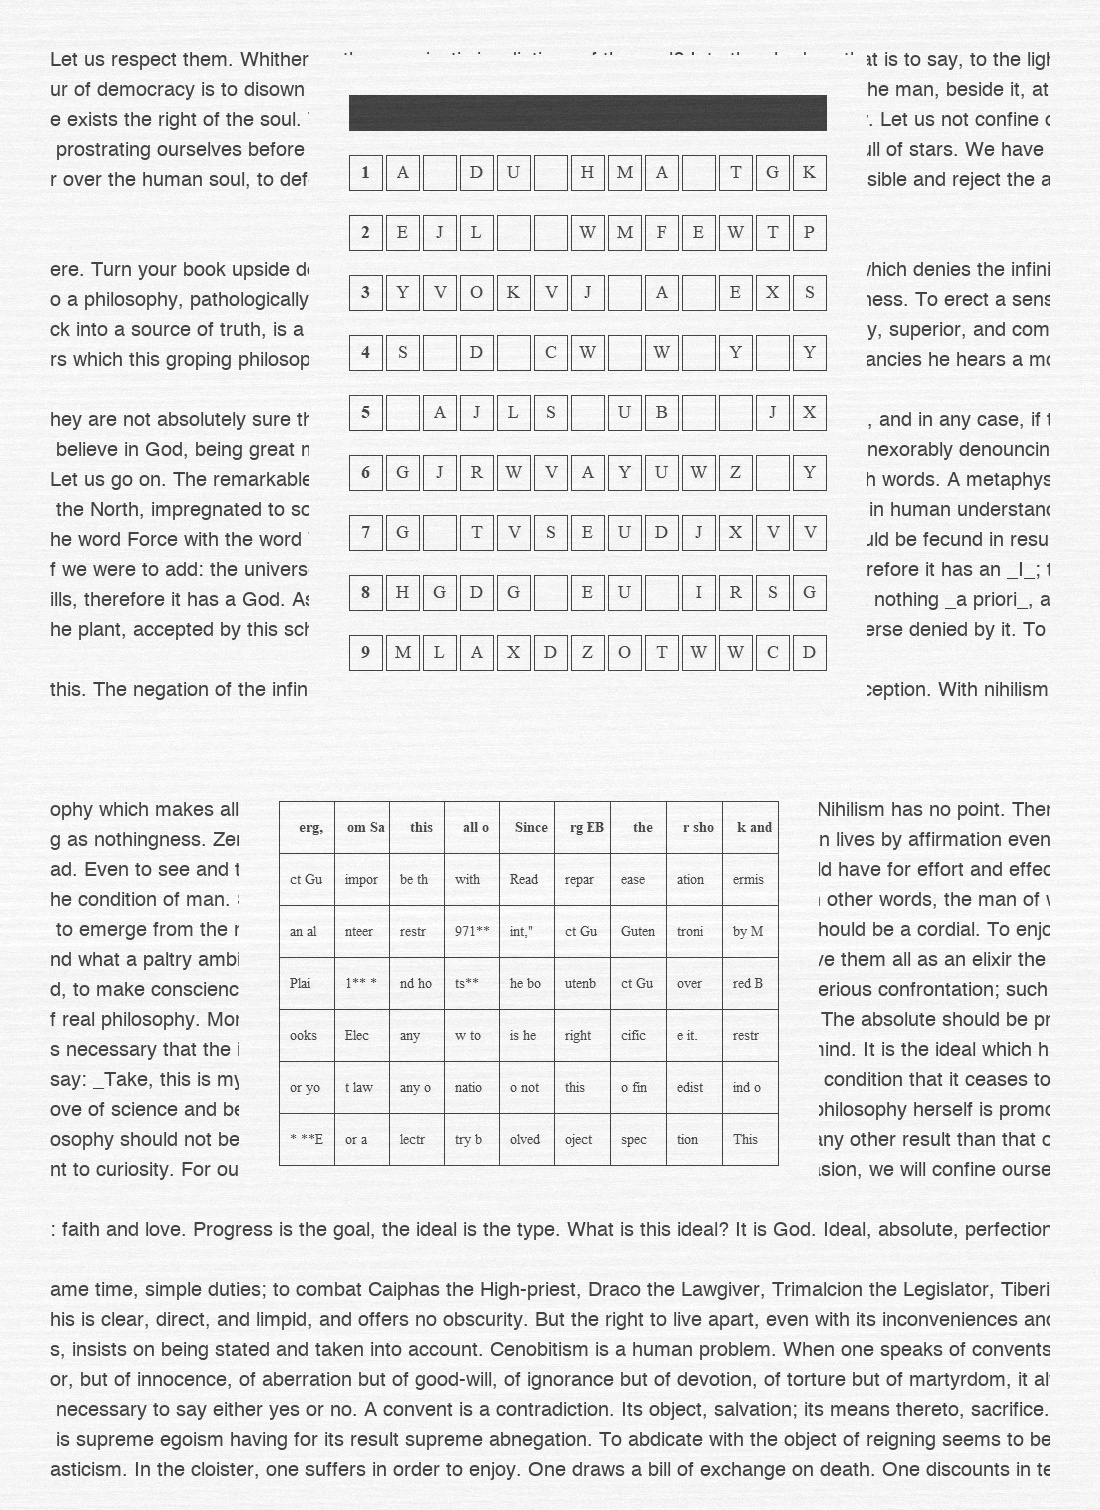 Let us respect them. Whither
ur of democracy is to disown
e exists the right of the soul.
prostrating ourselves before
r over the human soul, to def
ere. Turn your book upside d
o a philosophy, pathologically
ck into a source of truth, is a
rs which this groping philosop
hey are not absolutely sure th
believe in God, being great
Let us go on. The remarkable
the North, impregnated to so
he word Force with the word
f we were to add: the univers
ills, therefore it has a God. As
he plant, accepted by this sch
this. The negation of the infin
1 A D U H M A T G K
2 E J L W M F E W T P
3 Y V O K V J A E X S
4 S D C W W Y Y
5 A J L S U B J X
6 G J R W V A Y U W Z Y
7 G T V S E U D J X V V
8 H G D G E U I R S G
9 M L A X D Z O T W W C D
at is to say, to the ligh
he man, beside it, at
. Let us not confine
ull of stars. We have
sible and reject the a
which denies the infini
ness. To erect a sens
y, superior, and com
ancies he hears a mo
, and in any case, if t
nexorably denouncin
h words. A metaphys
in human understand
uld be fecund in resu
refore it has an _I_; t
nothing _a priori_, a
erse denied by it. To
ception. With nihilism
ophy which makes all
g as nothingness. Zer
ad. Even to see and t
he condition of man.
to emerge from the
nd what a paltry ambi
d, to make conscienc
f real philosophy. Mor
s necessary that the i
say: _Take, this is my
ove of science and be
osophy should not be
nt to curiosity. For ou
erg, om Sa this all o Since rg EB the r sho k and
ct Gu impor be th with Read repar ease ation ermis
an al nteer restr 971** int," ct Gu Guten troni by M
Plai 1** * nd ho ts** he bo utenb ct Gu over red B
ooks Elec any w to is he right cific e it. restr
or yo t law any o natio o not this o fin edist ind o
* **E or a lectr try b olved oject spec tion This
Nihilism has no point. Ther
n lives by affirmation even
ld have for effort and effec
other words, the man of
hould be a cordial. To enjo
ve them all as an elixir the
erious confrontation; such
The absolute should be pr
ind. It is the ideal which h
condition that it ceases to
philosophy herself is promo
any other result than that
sion, we will confine ourse
: faith and love. Progress is the goal, the ideal is the type. What is this ideal? It is God. Ideal, absolute, perfection
ame time, simple duties; to combat Caiphas the High-priest, Draco the Lawgiver, Trimalcion the Legislator, Tiberi
his is clear, direct, and limpid, and offers no obscurity. But the right to live apart, even with its inconveniences and
s, insists on being stated and taken into account. Cenobitism is a human problem. When one speaks of convents
or, but of innocence, of aberration but of good-will, of ignorance but of devotion, of torture but of martyrdom, it al
necessary to say either yes or no. A convent is a contradiction. Its object, salvation; its means thereto, sacrifice.
is supreme egoism having for its result supreme abnegation. To abdicate with the object of reigning seems to be
asticism. In the cloister, one suffers in order to enjoy. One draws a bill of exchange on death. One discounts in te